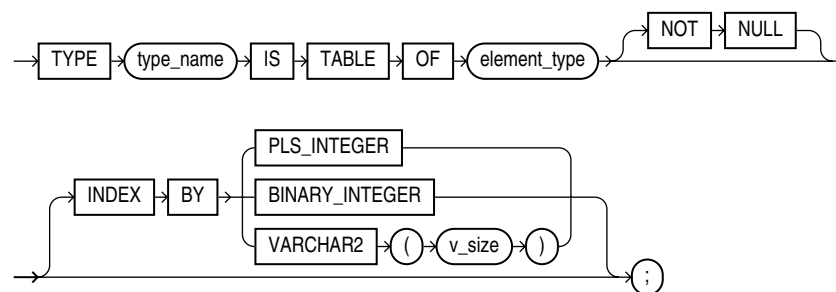 TYPE type_name IS TABLE OF element_type NOT NULL
INDEX BY PLS_INTEGER
BINARY_INTEGER
VARCHAR2 ( v_size )
;